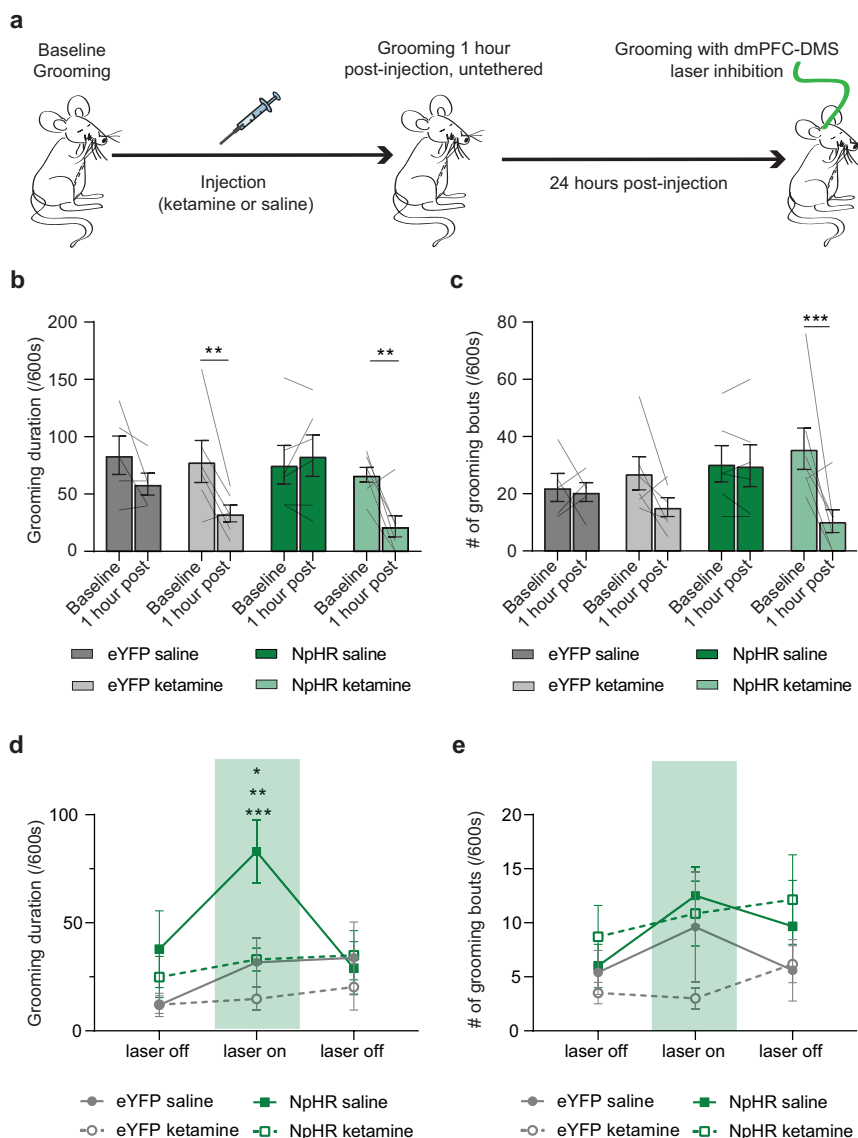 a
Baseline
Grooming
Injection
(ketamine or saline)
Grooming 1 hour
post-injection, untethered
24 hours post-injection
Grooming with dmPFC-DMS
laser inhibition
b
Grooming duration (/600s)
200
150
100
50
0
**
**
Baseline
1 hour post
Baseline
1 hour post
Baseline
1 hour post
Baseline
1 hour post
eYFP saline
NpHR saline
eYFP ketamine
NpHR ketamine
c
# of grooming bouts (/600s)
80
60
40
20
0
***
Baseline
1 hour post
Baseline
1 hour post
Baseline
1 hour post
Baseline
1 hour post
eYFP saline
NpHR saline
eYFP ketamine
NpHR ketamine
d
Grooming duration (/600s)
100
50
0
*
**
***
laser off
laser on
laser off
eYFP saline
NpHR saline
eYFP ketamine
NpHR ketamine
e
# of grooming bouts (/600s)
20
15
10
5
0
laser off
laser on
laser off
eYFP saline
NpHR saline
eYFP ketamine
NpHR ketamine